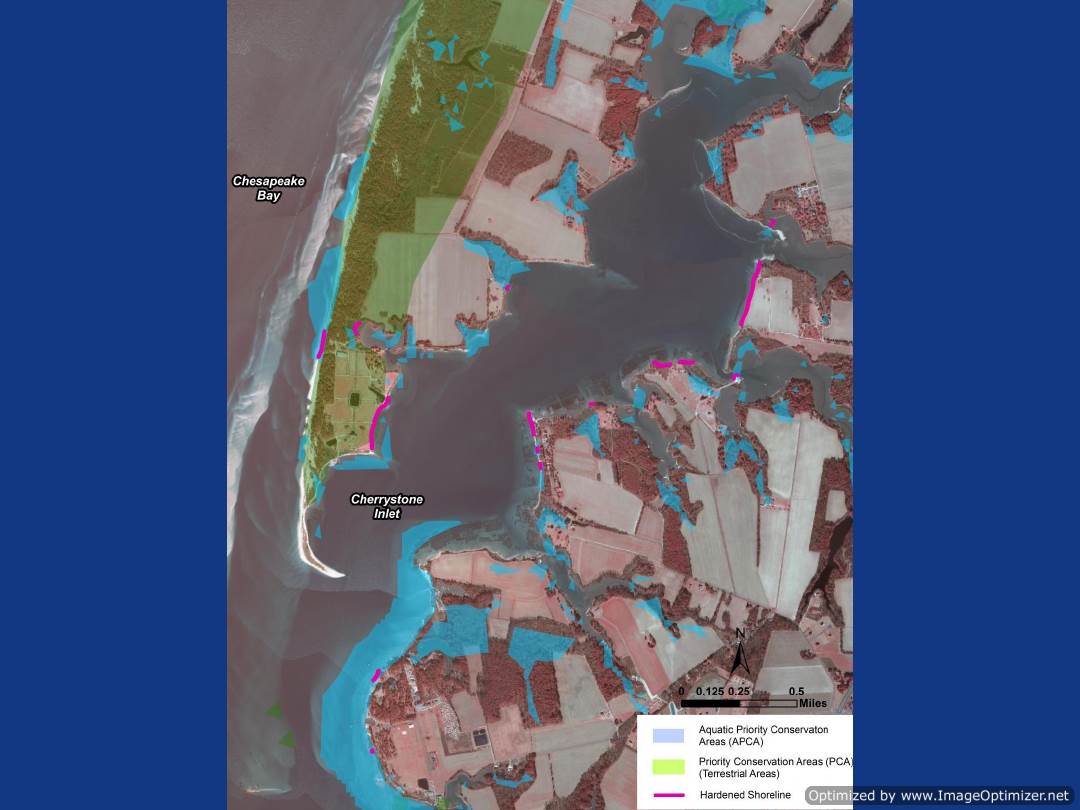 Chesapeake
Bay
Cherrystone
Inlet
N
0 0.125 0.25 0.5
Miles
Aquatic Priority Conservaton
Areas (APCA)
Priority Conservation Areas (PCA)
(Terrestrial Areas)
Hardened Shoreline
Optimized by www.ImageOptimizer.net